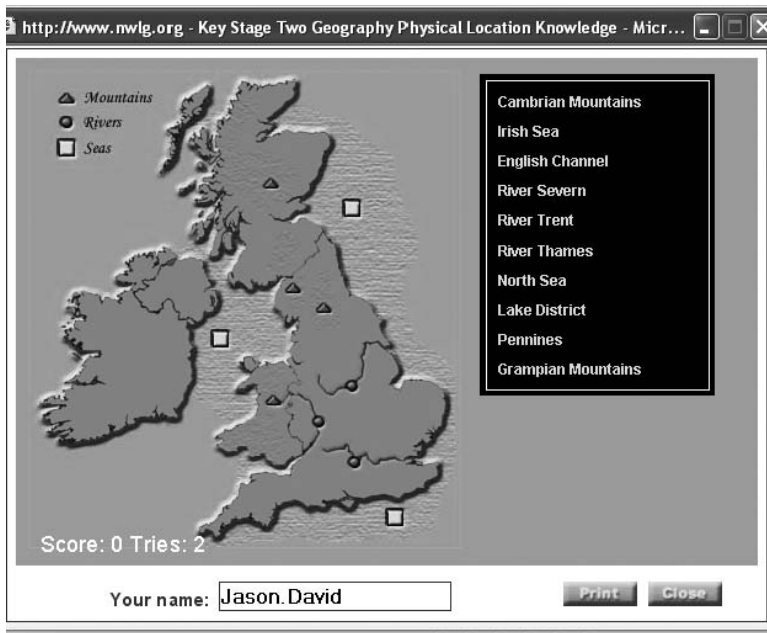 http://www.nwlg.org - Key Stage Two Geography Physical Location Knowledge - Micr...
Mountains
Rivers
Seas
Cambrian Mountains
Irish Sea
English Channel
River Severn
River Trent
River Thames
North Sea
Lake District
Pennines
Grampian Mountains
Score: 0 Tries: 2
Your name: Jason.David
Print Close